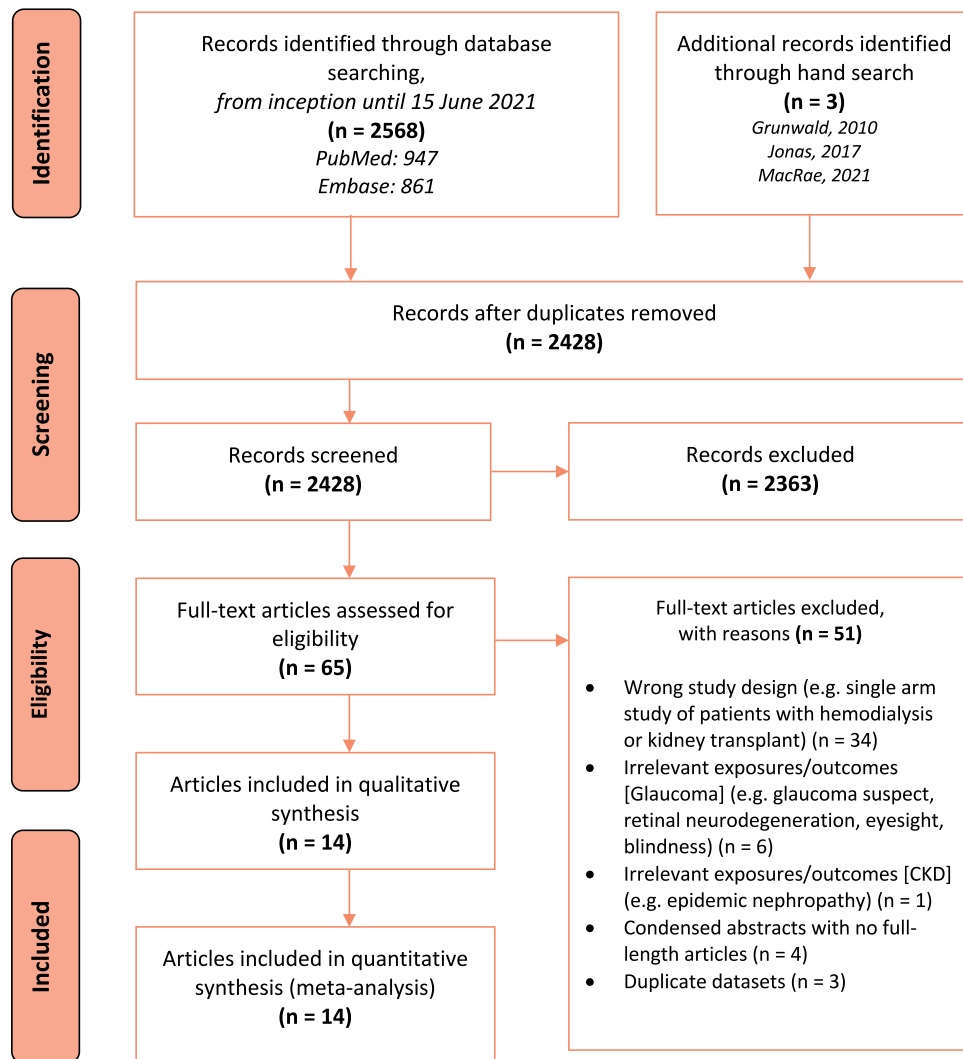 Identification
Records identified through database
searching,
from inception until 15 June 2021
(n = 2568)
PubMed: 947
Embase: 861
Additional records identified
through hand search
(n = 3)
Grunwald, 2010
Jonas, 2017
MacRae, 2021
Screening
Records after duplicates removed
(n = 2428)
Records screened
(n = 2428)
Records excluded
(n = 2363)
Eligibility
Full-text articles assessed for
eligibility
(n = 65)
Full-text articles excluded,
with reasons (n = 51)
• Wrong study design (e.g. single arm
study of patients with hemodialysis
or kidney transplant) (n = 34)
• Irrelevant exposures/outcomes
[Glaucoma] (e.g. glaucoma suspect,
retinal neurodegeneration, eyesight,
blindness) (n = 6)
• Irrelevant exposures/outcomes [CKD]
(e.g. epidemic nephropathy) (n = 1)
• Condensed abstracts with no full-
length articles (n = 4)
• Duplicate datasets (n = 3)
Articles included in qualitative
synthesis
(n = 14)
Included
Articles included in quantitative
synthesis (meta-analysis)
(n = 14)